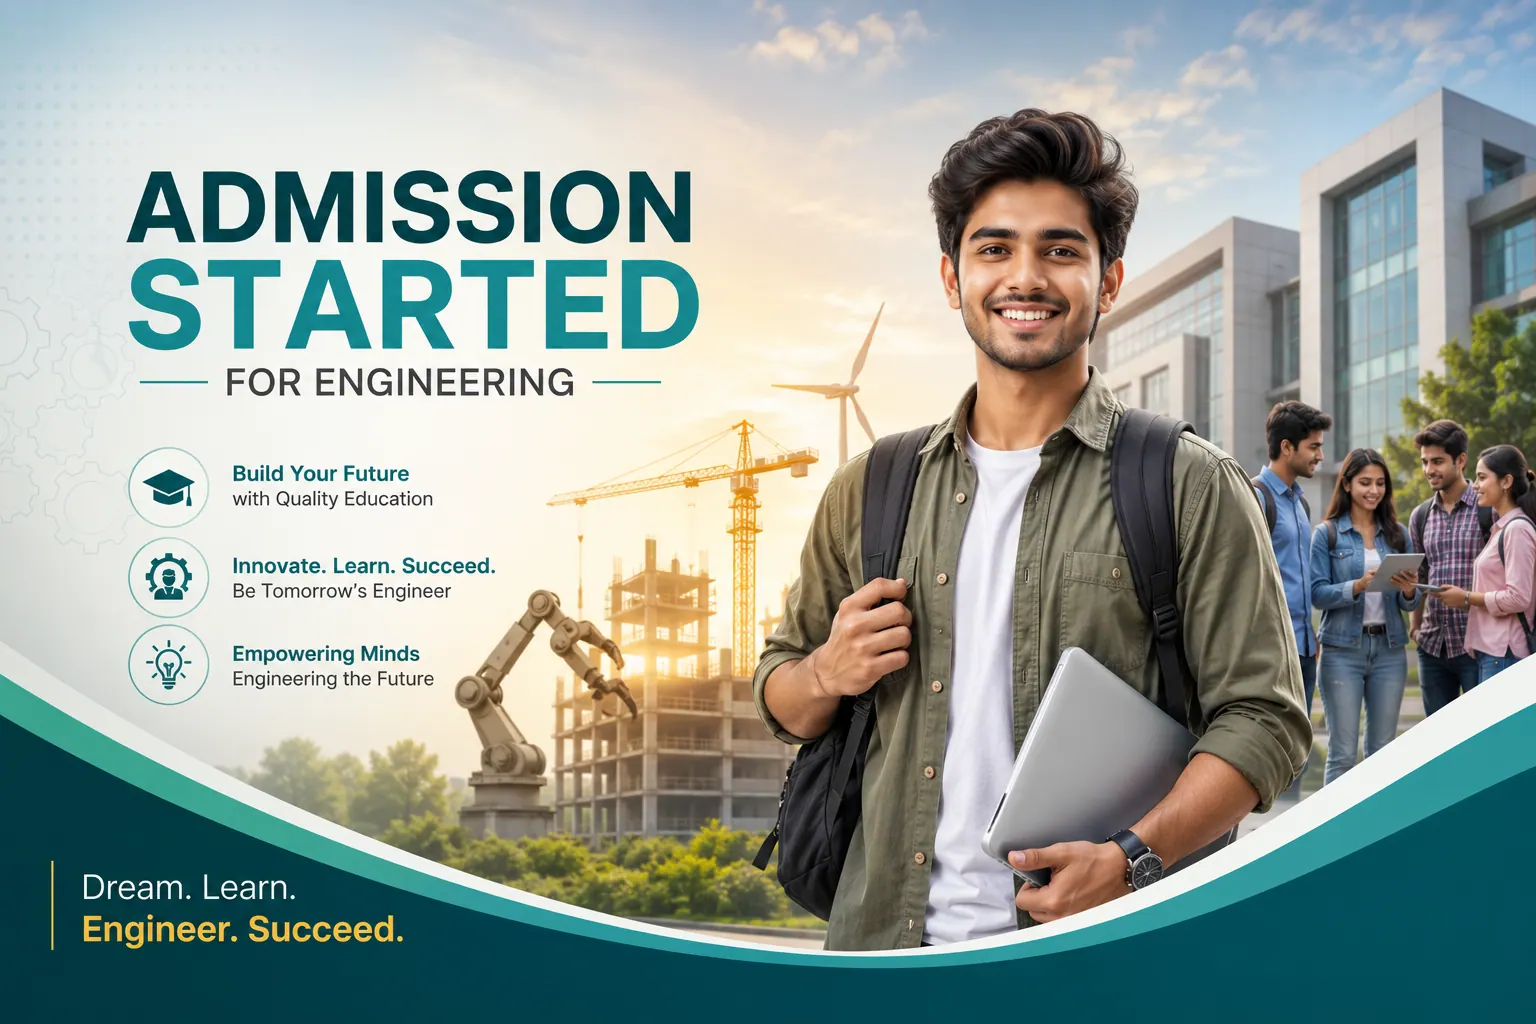 ADMISSION
STARTED
FOR ENGINEERING
Build Your Future
with Quality Education
Innovate. Learn. Succeed.
Be Tomorrow's Engineer
Empowering Minds
Engineering the Future
Dream. Learn.
Engineer. Succeed.